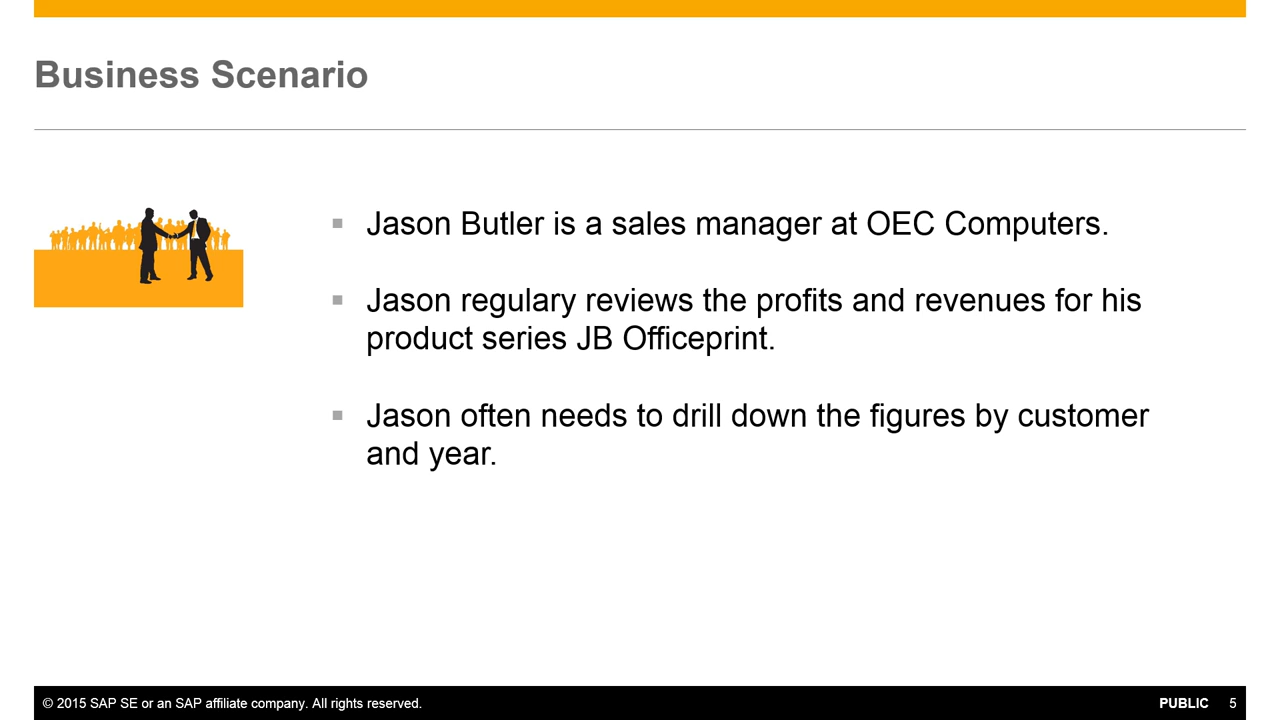 Business Scenario
▪ Jason Butler is a sales manager at OEC Computers.
▪ Jason regulary reviews the profits and revenues for his
product series JB Officeprint.
▪ Jason often needs to drill down the figures by customer
and year.
© 2015 SAP SE or an SAP affiliate company. All rights reserved. PUBLIC 5